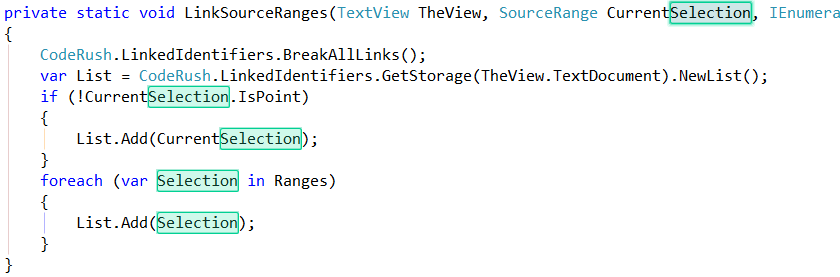 private static void LinkSourceRanges(TextView TheView, SourceRange CurrentSelection, IEnumera
{
CodeRush.LinkedIdentifiers.BreakAllLinks();
var List = CodeRush.LinkedIdentifiers.GetStorage(TheView.TextDocument).NewList();
if (!CurrentSelection.IsPoint)
{
List.Add(CurrentSelection);
}
foreach (var Selection in Ranges)
{
List.Add(Selection);
}
}